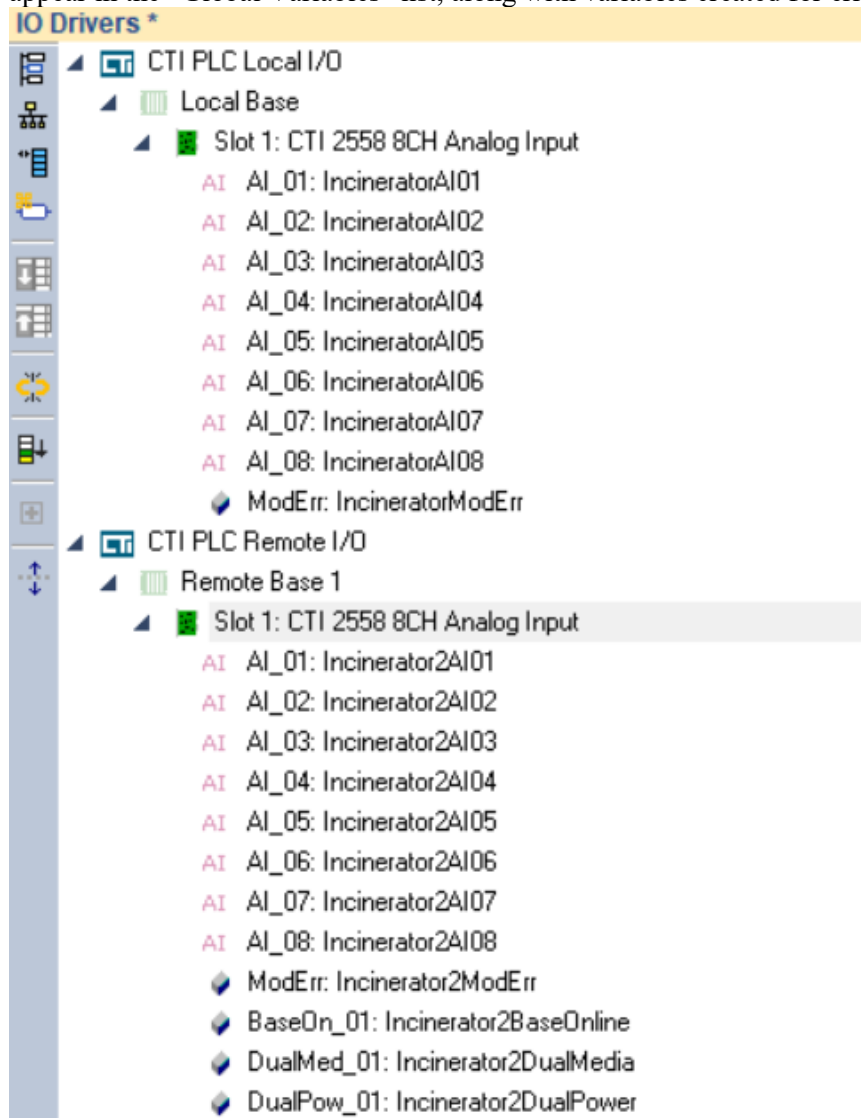 IO Drivers *
CTI PLC Local I/O
Local Base
Slot 1: CTI 2558 8CH Analog Input
AI AI_01: IncineratorAI01
AI AI_02: IncineratorAI02
AI AI_03: IncineratorAI03
AI AI_04: IncineratorAI04
AI AI_05: IncineratorAI05
AI AI_06: IncineratorAI06
AI AI_07: IncineratorAI07
AI AI_08: IncineratorAI08
ModErr: IncineratorModErr
CTI PLC Remote I/O
Remote Base 1
Slot 1: CTI 2558 8CH Analog Input
AI AI_01: Incinerator2AI01
AI AI_02: Incinerator2AI02
AI AI_03: Incinerator2AI03
AI AI_04: Incinerator2AI04
AI AI_05: Incinerator2AI05
AI AI_06: Incinerator2AI06
AI AI_07: Incinerator2AI07
AI AI_08: Incinerator2AI08
ModErr: Incinerator2ModErr
BaseOn_01: Incinerator2BaseOnline
DualMed_01: Incinerator2DualMedia
DualPow_01: Incinerator2DualPower